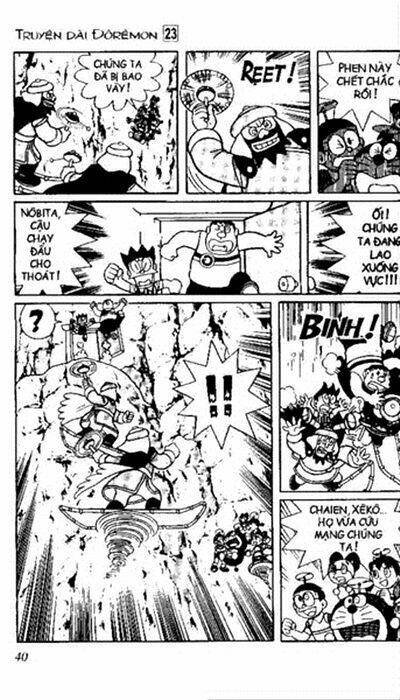 TRUYỆN DÀI ĐÔRÊMON 23
CHÚNG TA
ĐÃ BỊ BAO
VÂY!
REET!
PHEN NÀY
CHẾT CHẮC
RỒI!
NÔBITA,
CẬU
CHẠY
ĐẦU
CHO
THOÁT!
ỐI!
CHÚNG
TA ĐANG
LAO
XUỐNG
VỰC!!!
?
!!
BINH!
CHAIEN, XÊKÔ...
HỌ VỪA CỨU
MẠNG CHÚNG
TA!
40